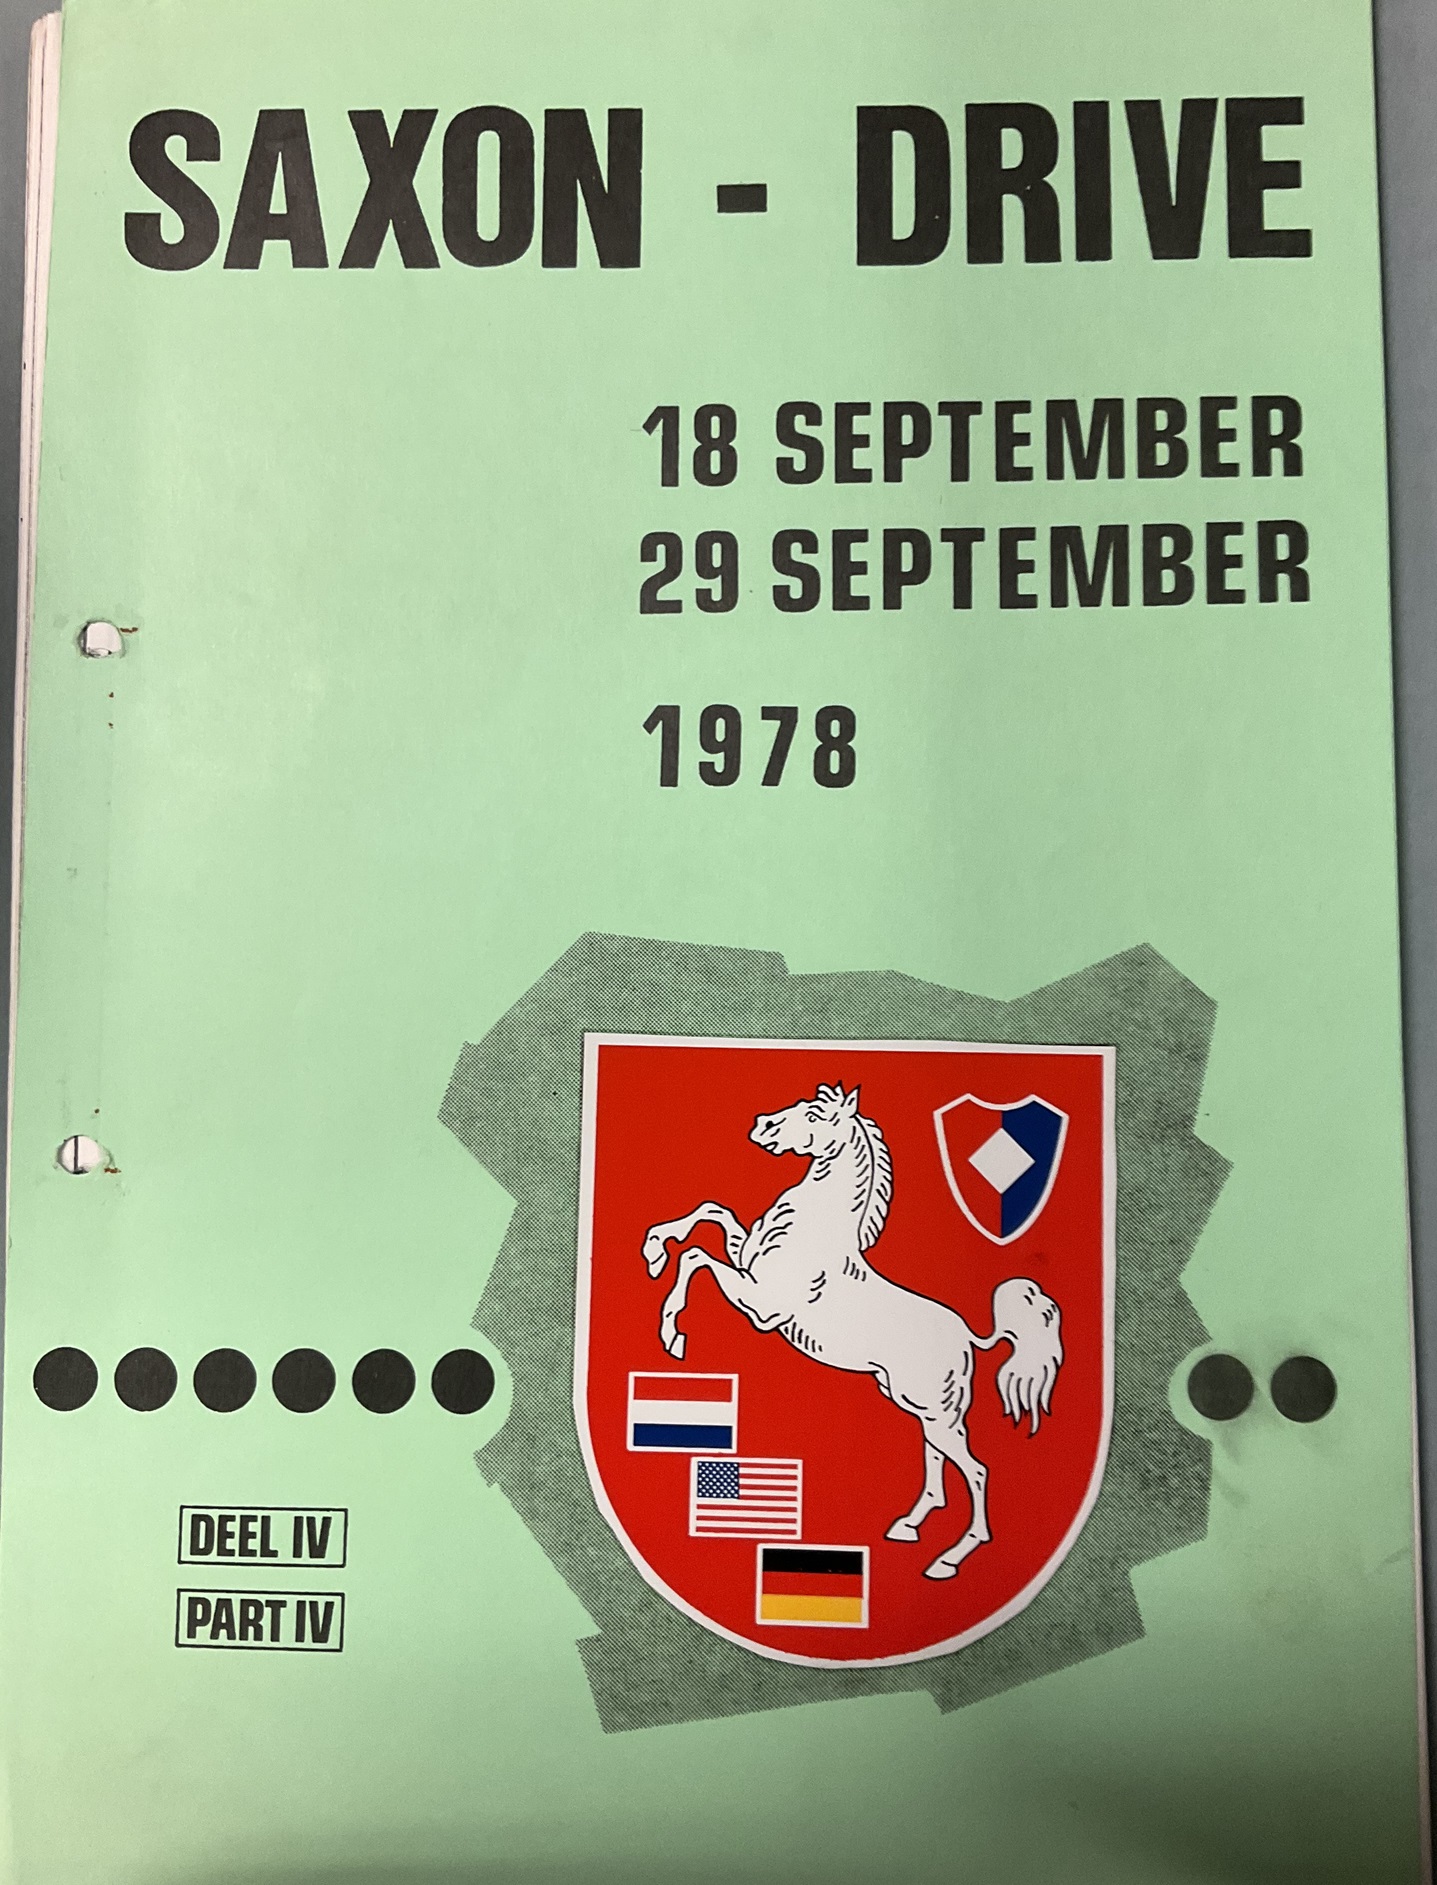 SAXON - DRIVE
18 SEPTEMBER
29 SEPTEMBER
1978
DEEL IV
PART IV